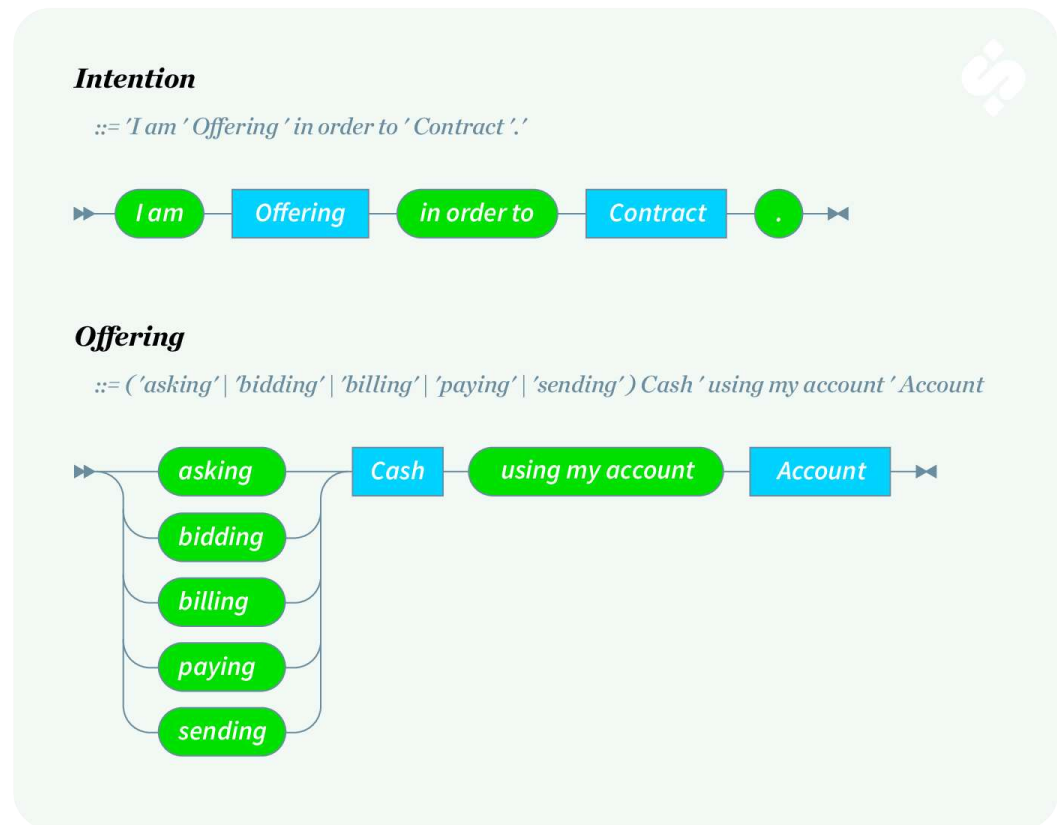 Intention
::= 'I am ' Offering ' in order to ' Contract '.'
I am Offering in order to Contract .
Offering
::= ( 'asking' | 'bidding' | 'billing' | 'paying' | 'sending' ) Cash ' using my account ' Account
asking Cash using my account Account
bidding
billing
paying
sending